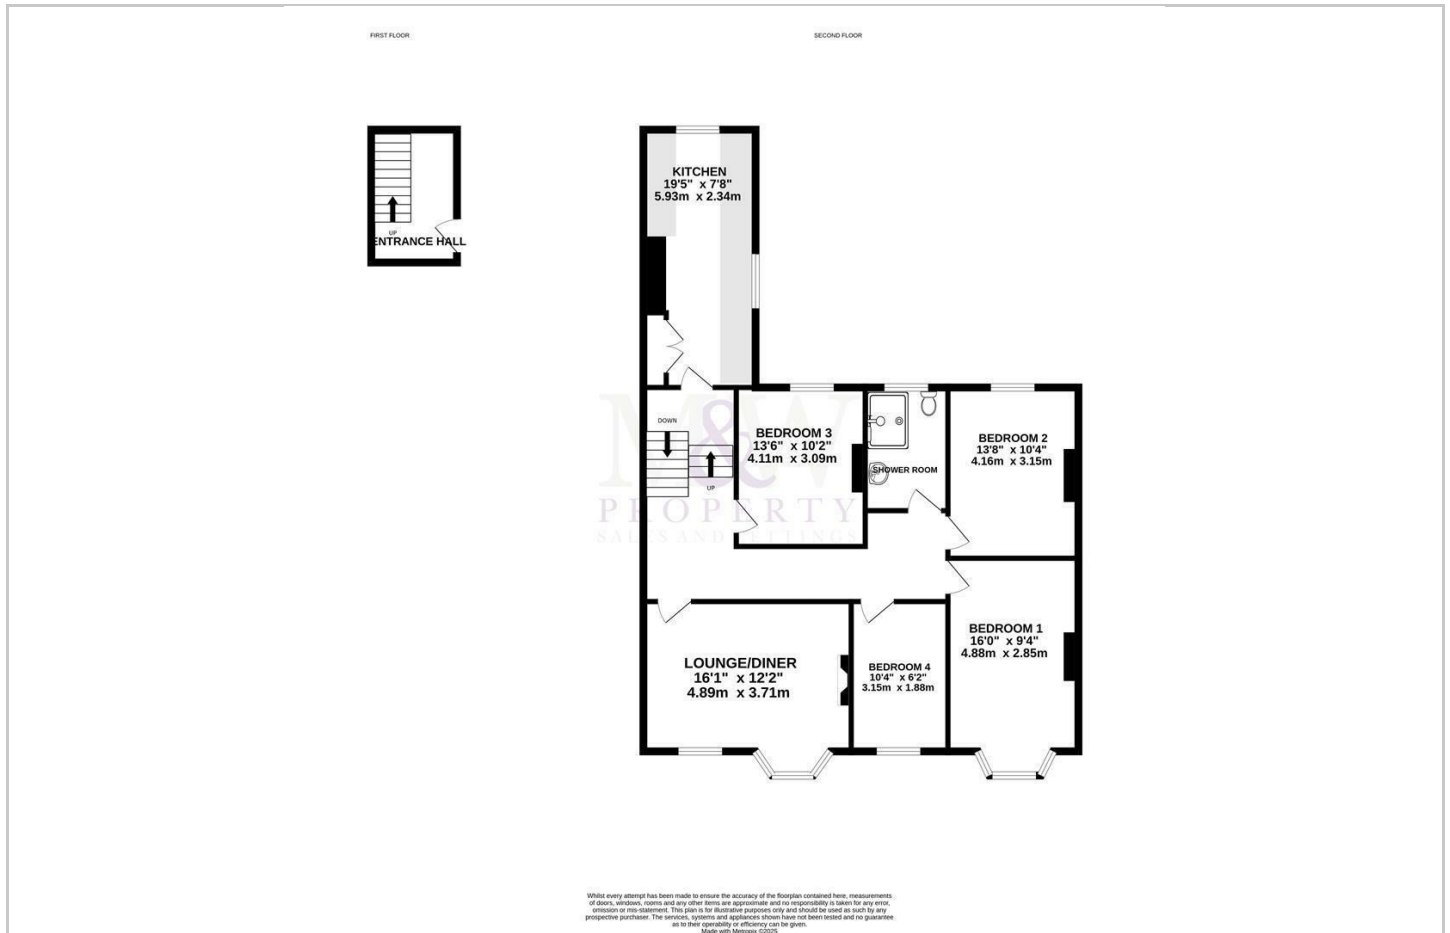 FIRST FLOOR
SECOND FLOOR
UP
ENTRANCE HALL
KITCHEN
19'5" x 7'8"
5.93m x 2.34m
DOWN
UP
BEDROOM 3
13'6" x 10'2"
4.11m x 3.09m
SHOWER ROOM
BEDROOM 2
13'8" x 10'4"
4.16m x 3.15m
M&W
PROPERTY
SALES AND LETTINGS
LOUNGE/DINER
16'1" x 12'2"
4.89m x 3.71m
BEDROOM 4
10'4" x 6'2"
3.15m x 1.88m
BEDROOM 1
16'0" x 9'4"
4.88m x 2.85m
Whilst every attempt has been made to ensure the accuracy of the floorplan contained here, measurements
of doors, windows, rooms and any other items are approximate and no responsibility is taken for any error,
omission or mis-statement. This plan is for illustrative purposes only and should be used as such by any
prospective purchaser. The services, systems and appliances shown have not been tested and no guarantee
as to their operability or efficiency can be given.
Made with Metropix ©2025